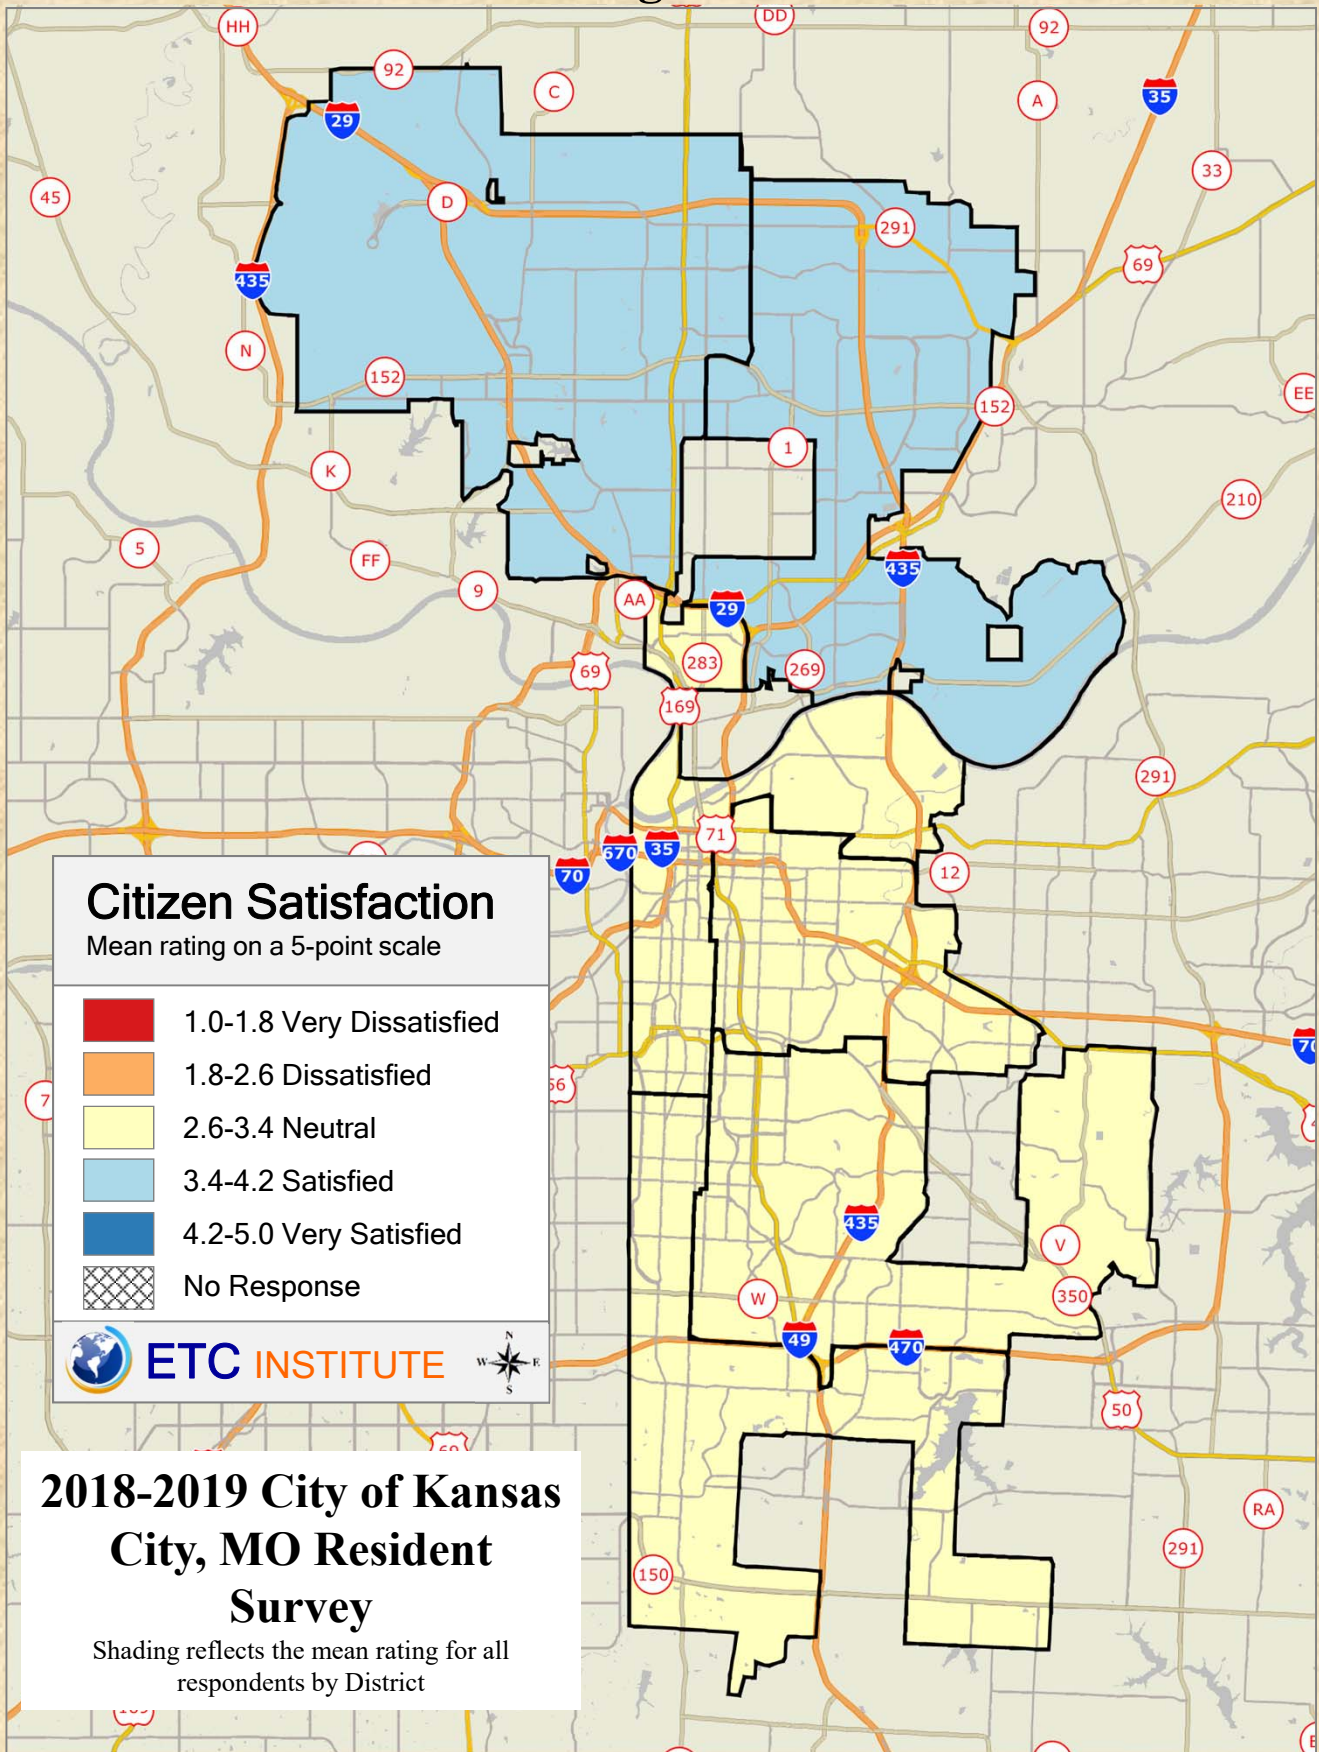 HH
DD
92
92
C
A
35
29
33
45
D
291
69
435
N
152
EE
152
1
K
210
5
FF
435
9
AA
29
283
269
69
169
291
71
670
35
70
12
Citizen Satisfaction
Mean rating on a 5-point scale
1.0-1.8 Very Dissatisfied
1.8-2.6 Dissatisfied
2.6-3.4 Neutral
3.4-4.2 Satisfied
4.2-5.0 Very Satisfied
No Response
ETC INSTITUTE
N
W
E
S
70
7
435
V
W
350
49
470
50
2018-2019 City of Kansas
City, MO Resident
Survey
Shading reflects the mean rating for all
respondents by District
RA
291
150